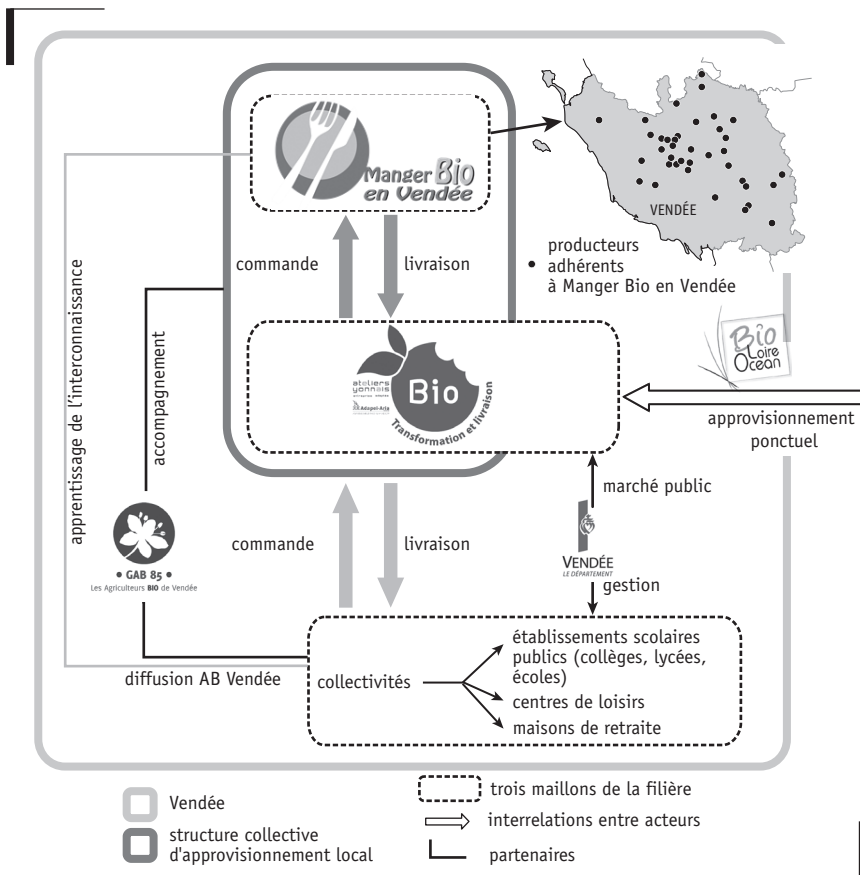 Manger Bio
en Vendée
VENDÉE
producteurs
adhérents
à Manger Bio en Vendée
commande
livraison
apprentissage de l'interconnaissance
accompagnement
Bio
Loire
Océan
ateliers
yonnais
Adapei-Aria
Bio
Transformation et livraison
approvisionnement
ponctuel
marché public
commande
livraison
VENDÉE
LE DÉPARTEMENT
gestion
• GAB 85 •
Les Agriculteurs BIO de Vendée
diffusion AB Vendée
collectivités
établissements scolaires
publics (collèges, lycées,
écoles)
centres de loisirs
maisons de retraite
Vendée
structure collective
d'approvisionnement local
trois maillons de la filière
interrelations entre acteurs
partenaires